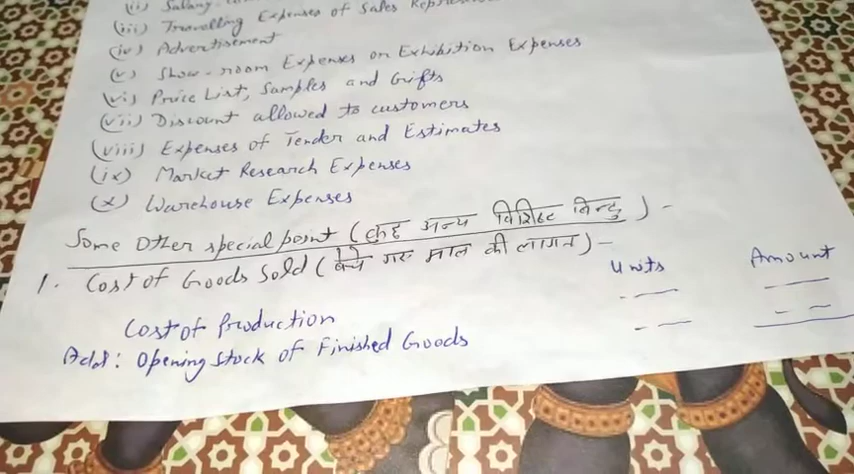 (ii) Salary
(iii) Travelling Expenses of Sales
(iv) Advertisement
(v) Show-room Expenses on Exhibition Expenses
(vi) Price List, Samples and Grifts
(vii) Discount allowed to customers
(viii) Expenses of Tender and Estimates
(ix) Market Research Expenses
(x) Warehouse Expenses
Some Other special point (कुछ अन्य विशिष्ट बिन्दु) -
1. Cost of Goods Sold (बिके गए माल की लागत) -
Units Amount
Cost of Production
Add: Opening Stock of Finished Goods